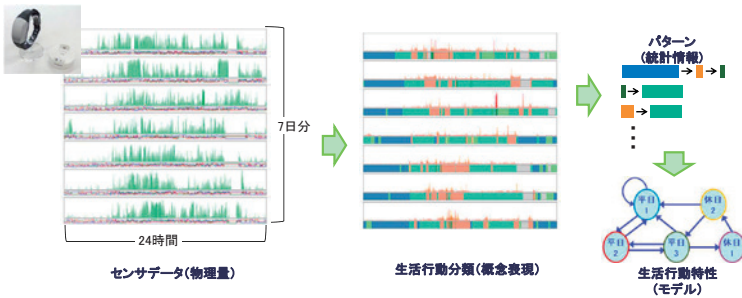 7日分
24時間
センサデータ(物理量)
生活行動分類(概念表現)
パターン
(統計情報)
平日
1
休日
2
平日
2
平日
3
休日
1
生活行動特性
(モデル)